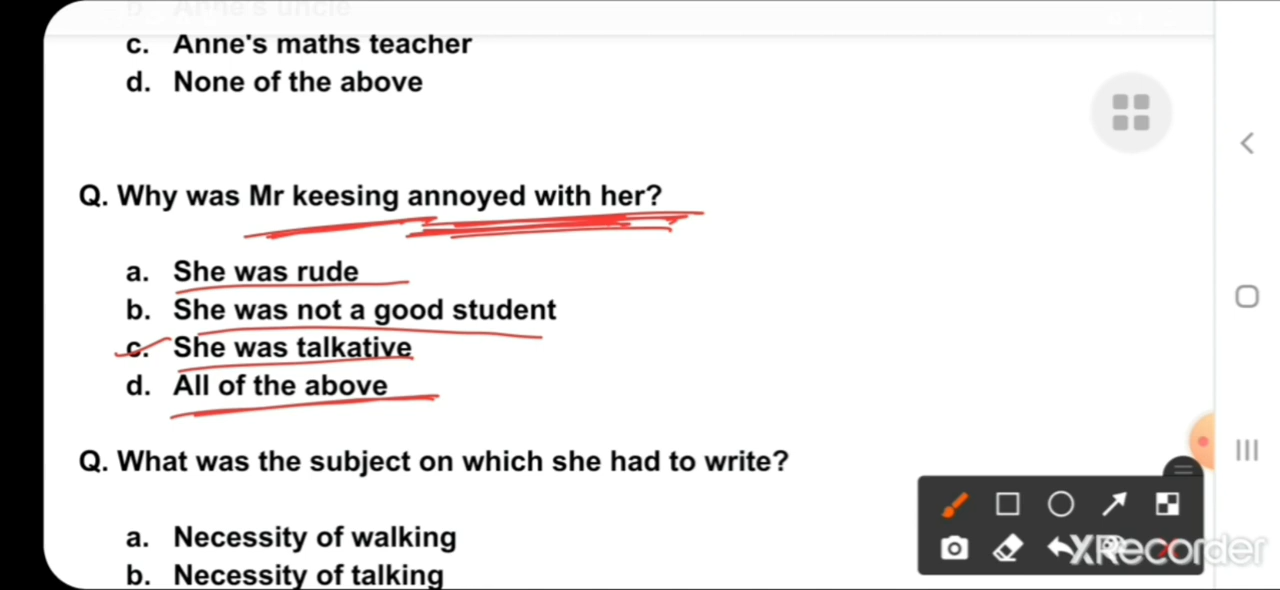 b. Anne's uncle
c. Anne's maths teacher
d. None of the above
Q. Why was Mr keesing annoyed with her?
a. She was rude
b. She was not a good student
c. She was talkative
d. All of the above
Q. What was the subject on which she had to write?
a. Necessity of walking
b. Necessity of talking
XRecorder